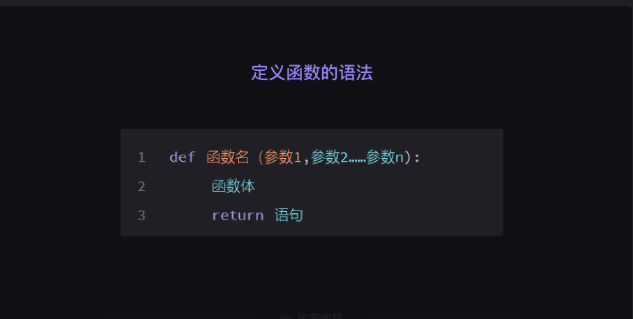 定义函数的语法
1 def 函数名 (参数1,参数2……参数n):
2 函数体
3 return 语句